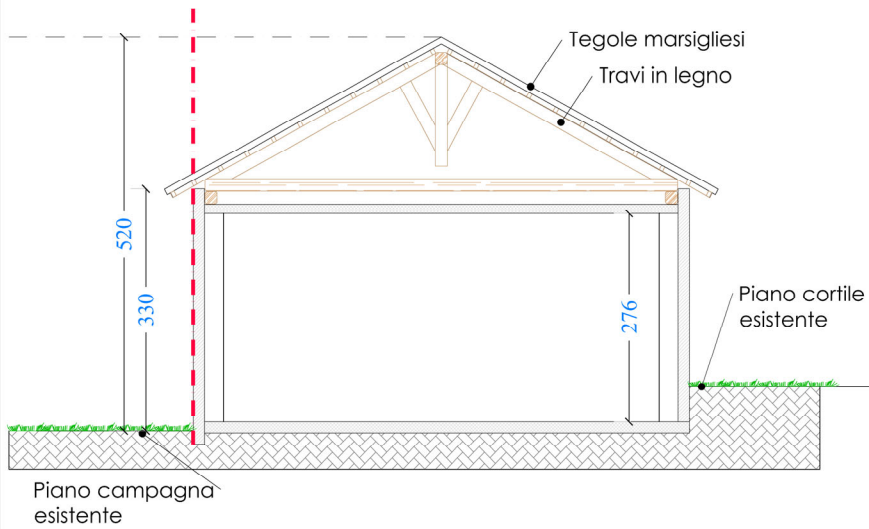 Tegole marsigliesi
Travi in legno
520
330
276
Piano cortile
esistente
Piano campagna
esistente